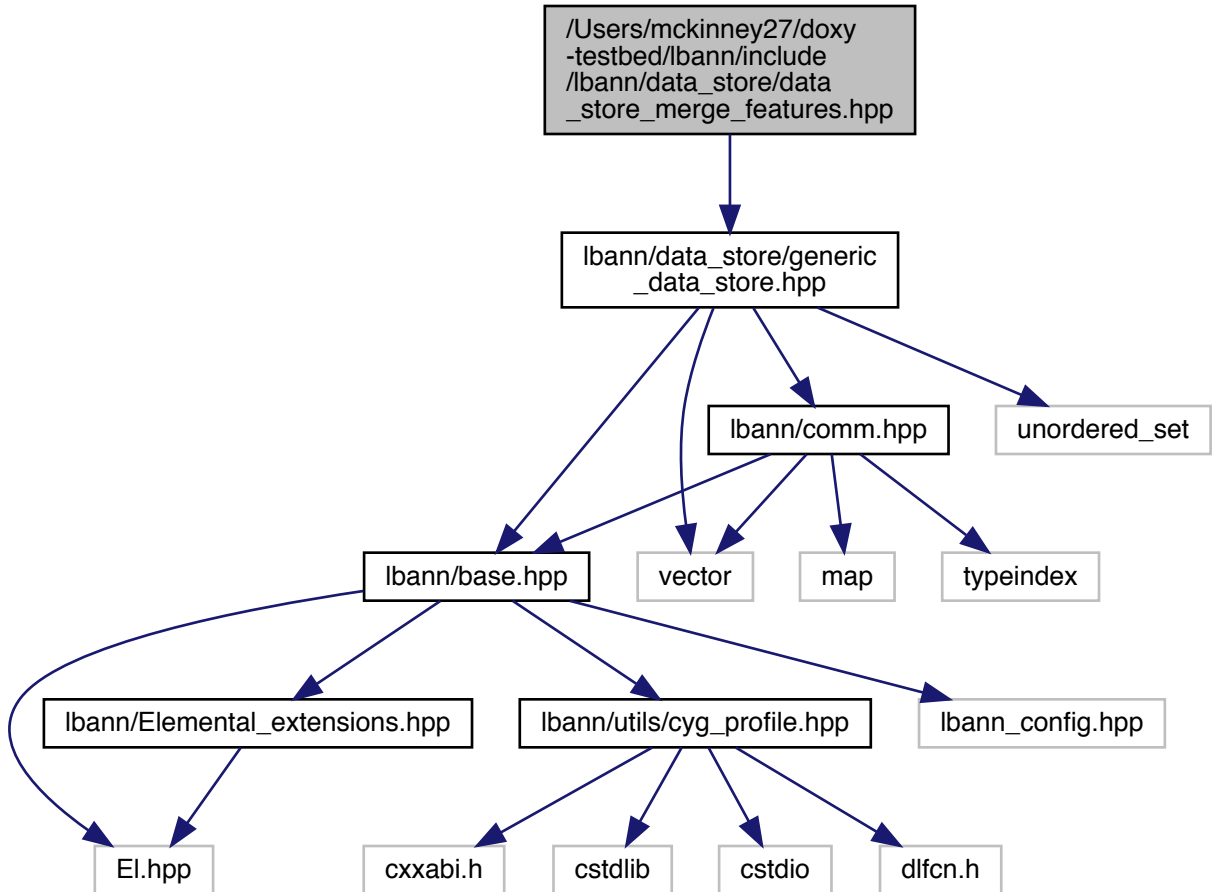 /Users/mckinney27/doxy
-testbed/lbann/include
/lbann/data_store/data
_store_merge_features.hpp
lbann/data_store/generic
_data_store.hpp
lbann/comm.hpp
unordered_set
lbann/base.hpp
vector
map
typeindex
lbann/Elemental_extensions.hpp
lbann/utils/cyg_profile.hpp
lbann_config.hpp
El.hpp
cxxabi.h
cstdlib
cstdio
dlfcn.h